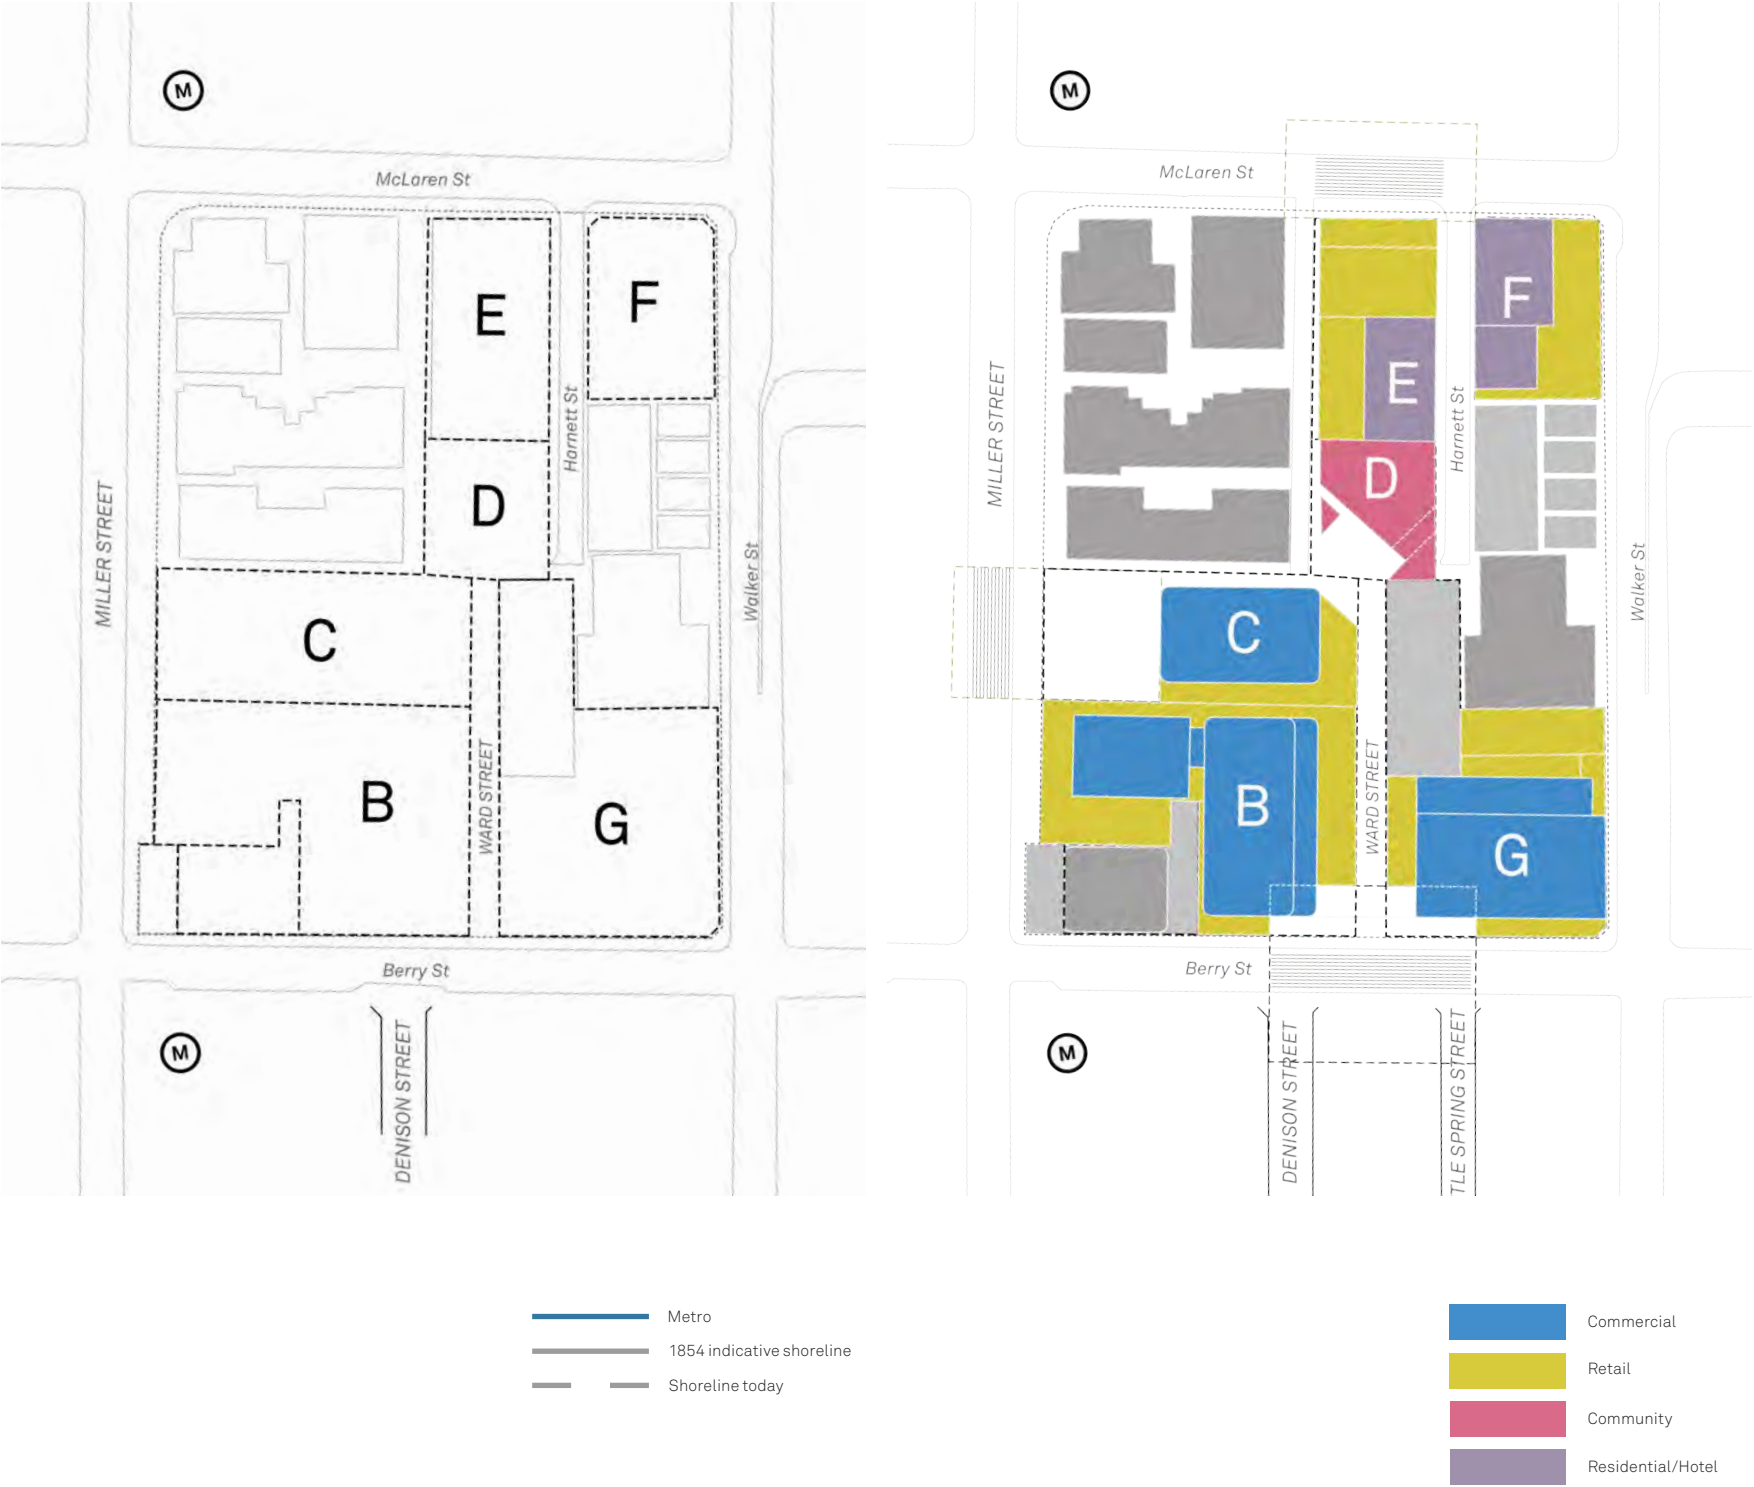 M
McLaren St
E
F
D
Harnett St
MILLER STREET
Walker St
C
B
WARD STREET
G
Berry St
M
DENISON STREET
M
McLaren St
F
E
MILLER STREET
Harnett St
D
Walker St
C
B
WARD STREET
G
Berry St
M
DENISON STREET
TLE SPRING STREET
Metro
1854 indicative shoreline
Shoreline today
Commercial
Retail
Community
Residential/Hotel